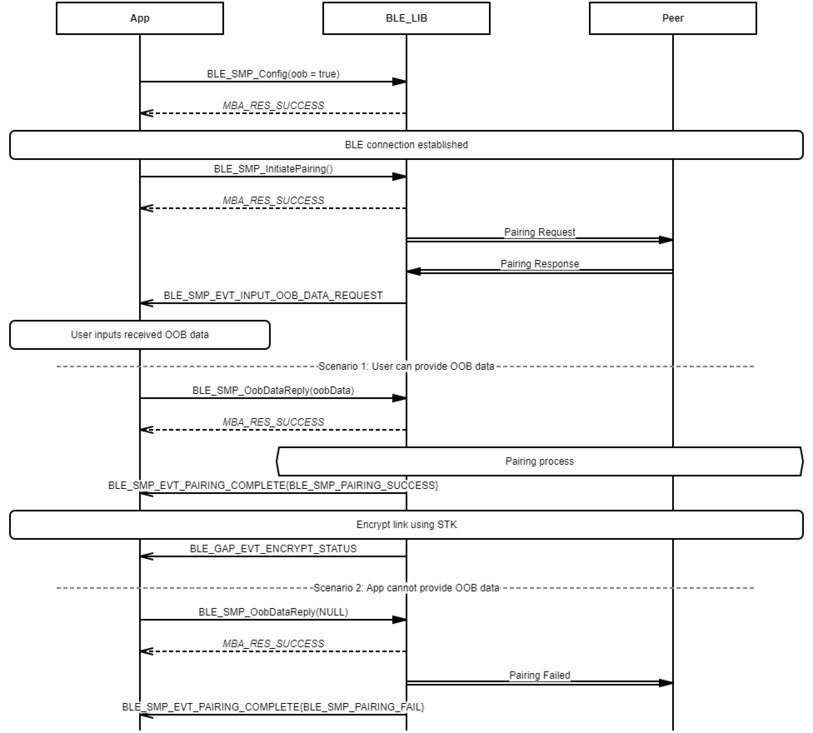 App
BLE_LIB
Peer
BLE_SMP_Config(oob = true)
MBA_RES_SUCCESS
BLE connection established
BLE_SMP_InitiatePairing()
MBA_RES_SUCCESS
Pairing Request
Pairing Response
BLE_SMP_EVT_INPUT_OOB_DATA_REQUEST
User inputs received OOB data
Scenario 1: User can provide OOB data
BLE_SMP_OobDataReply(oobData)
MBA_RES_SUCCESS
Pairing process
BLE_SMP_EVT_PAIRING_COMPLETE{BLE_SMP_PAIRING_SUCCESS}
Encrypt link using STK
BLE_GAP_EVT_ENCRYPT_STATUS
Scenario 2: App cannot provide OOB data
BLE_SMP_OobDataReply(NULL)
MBA_RES_SUCCESS
Pairing Failed
BLE_SMP_EVT_PAIRING_COMPLETE{BLE_SMP_PAIRING_FAIL}